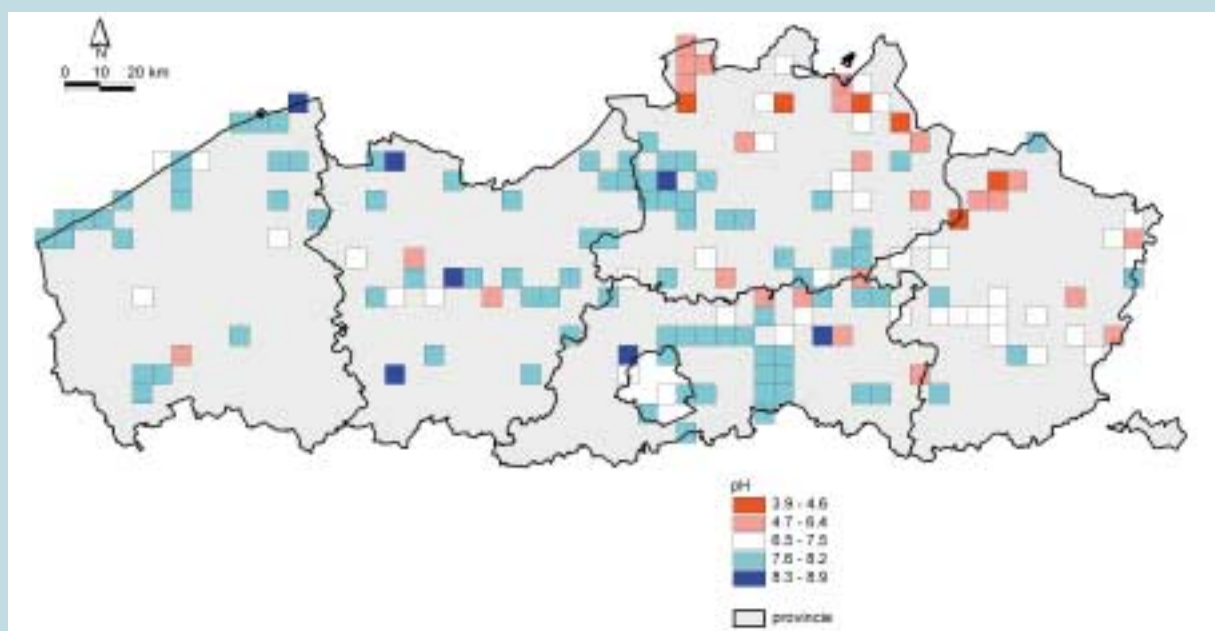 N
0 10 20 km
pH
3.9 - 4.6
4.7 - 6.4
6.5 - 7.5
7.6 - 8.2
8.3 - 8.9
provincie